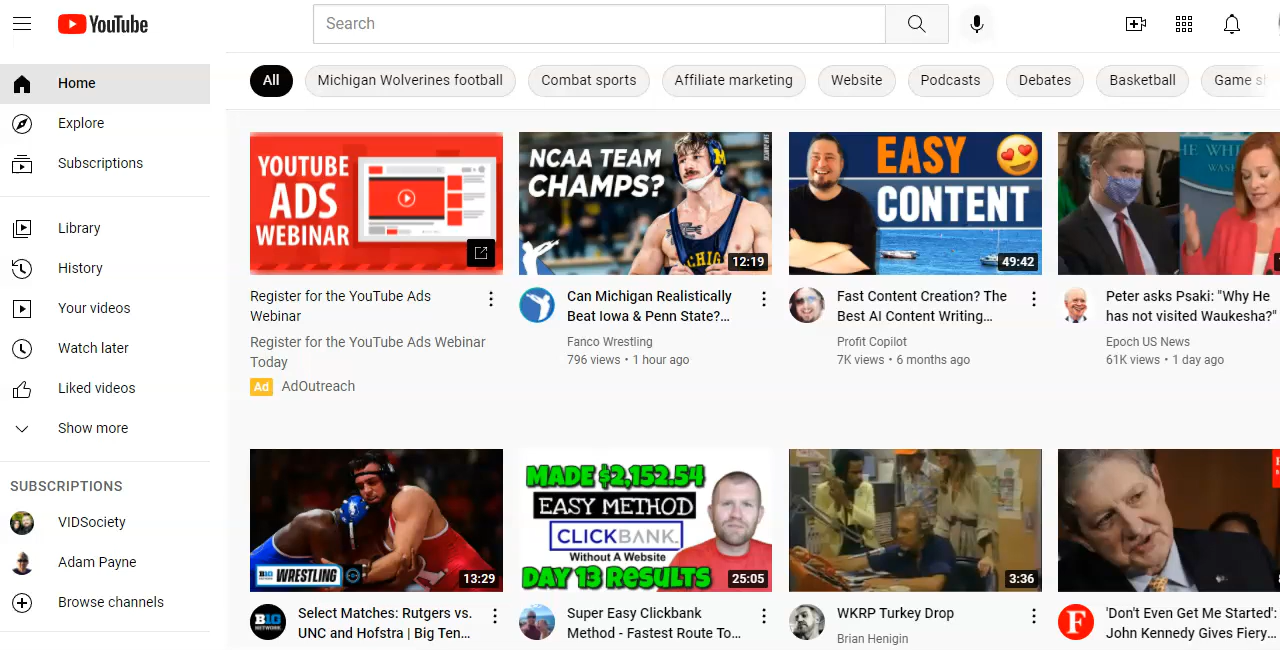 YouTube
Search
Home
Explore
Subscriptions
Library
History
Your videos
Watch later
Liked videos
Show more
SUBSCRIPTIONS
VIDSociety
Adam Payne
Browse channels
All
Michigan Wolverines football
Combat sports
Affiliate marketing
Website
Podcasts
Debates
Basketball
YOUTUBE
ADS
WEBINAR
Register for the YouTube Ads
Webinar
Register for the YouTube Ads Webinar
Today
Ad AdOutreach
NCAA TEAM
CHAMPS?
12:19
Can Michigan Realistically
Beat Iowa & Penn State?...
Fanco Wrestling
796 views • 1 hour ago
EASY
CONTENT
49:42
Fast Content Creation? The
Best AI Content Writing...
Profit Copilot
7K views • 6 months ago
Peter asks Psaki: "Why He
has not visited Waukesha?"
Epoch US News
61K views • 1 day ago
B1G WRESTLING
13:29
Select Matches: Rutgers vs.
UNC and Hofstra | Big Ten...
MADE $2,152.54
EASY METHOD
CLICKBANK
Without A Website
DAY 13 RESULTS
25:05
Super Easy Clickbank
Method - Fastest Route To...
3:36
WKRP Turkey Drop
Brian Henigin
'Don't Even Get Me Started':
John Kennedy Gives Fiery...